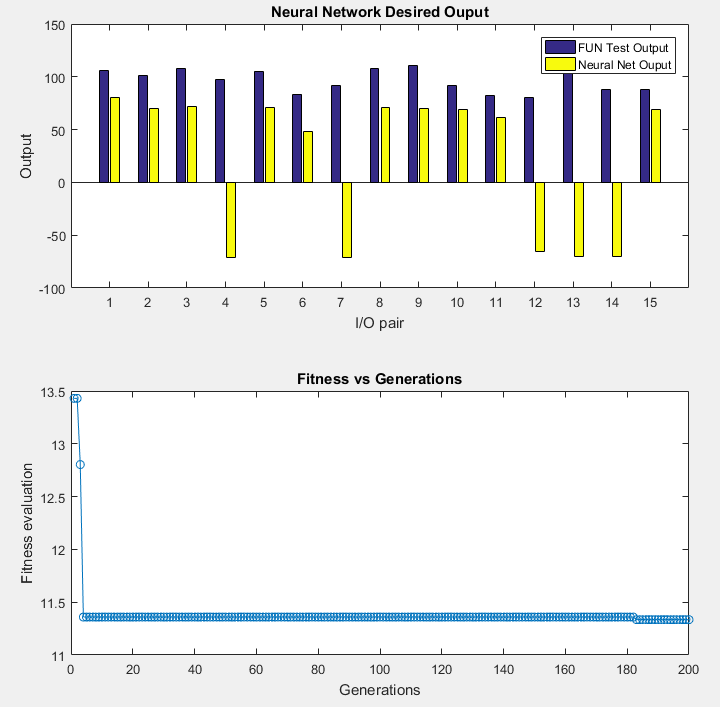 Neural Network Desired Ouput
FUN Test Output
Neural Net Ouput
Output
150
100
50
0
-50
-100
1 2 3 4 5 6 7 8 9 10 11 12 13 14 15
I/O pair
Fitness vs Generations
Fitness evaluation
13.5
13
12.5
12
11.5
11
0 20 40 60 80 100 120 140 160 180 200
Generations